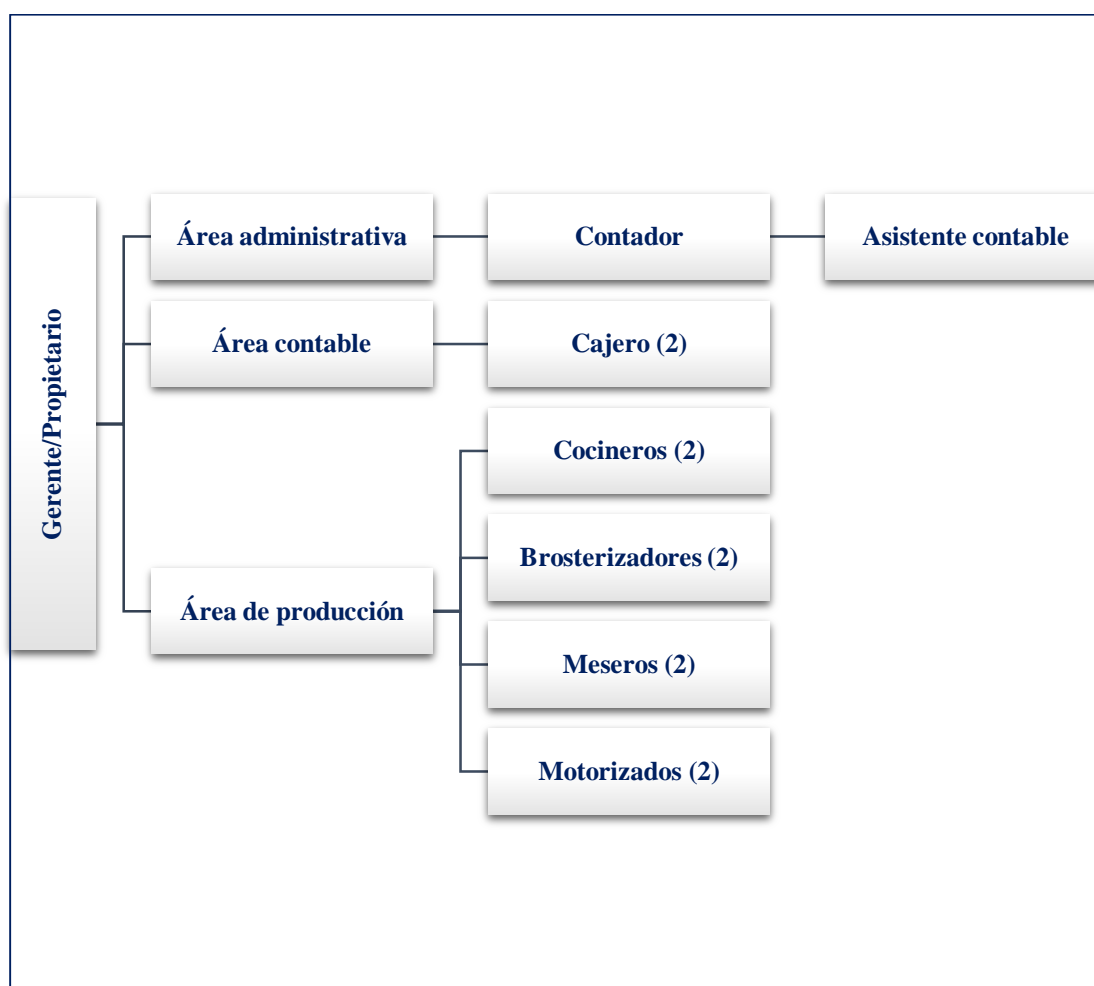 Gerente/Propietario
Área administrativa
Contador
Asistente contable
Área contable
Cajero (2)
Área de producción
Cocineros (2)
Brosterizadores (2)
Meseros (2)
Motorizados (2)